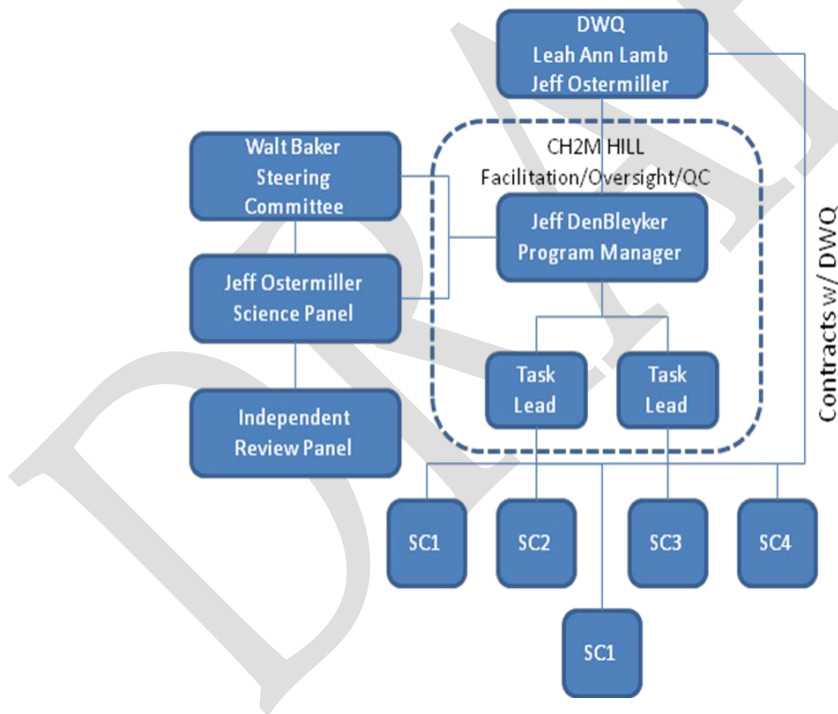 DWQ
Leah Ann Lamb
Jeff Ostermiller
Walt Baker
Steering
Committee
CH2M HILL
Facilitation/Oversight/QC
Jeff DenBleyker
Program Manager
Jeff Ostermiller
Science Panel
Contracts w/ DWQ
Independent
Review Panel
Task
Lead
Task
Lead
SC1
SC2
SC3
SC4
SC1
DRAF